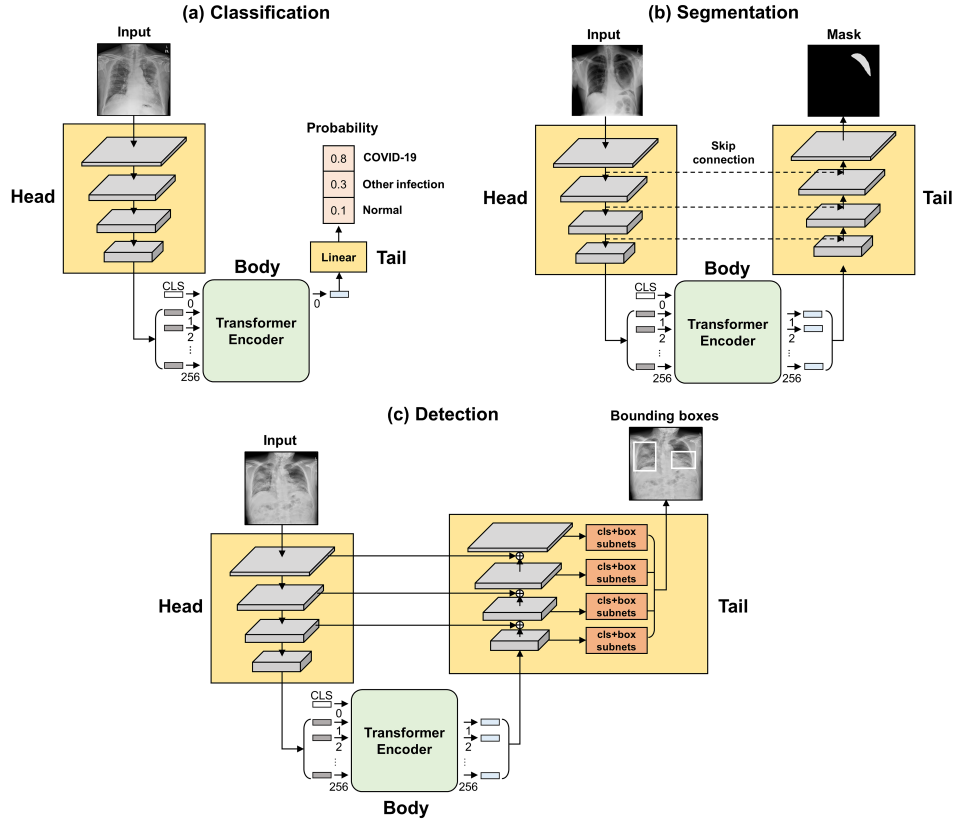 (a) Classification
Input
Head
Probability
0.8 COVID-19
0.3 Other infection
0.1 Normal
Linear
Tail
Body
CLS
0
0
1
2
...
256
Transformer
Encoder
(b) Segmentation
Input
Mask
Head
Skip
connection
Tail
Body
CLS
0
1
2
...
256
Transformer
Encoder
1
2
...
256
(c) Detection
Input
Bounding boxes
Head
cls+box
subnets
cls+box
subnets
cls+box
subnets
cls+box
subnets
Tail
CLS
0
1
2
...
256
Transformer
Encoder
1
2
...
256
Body